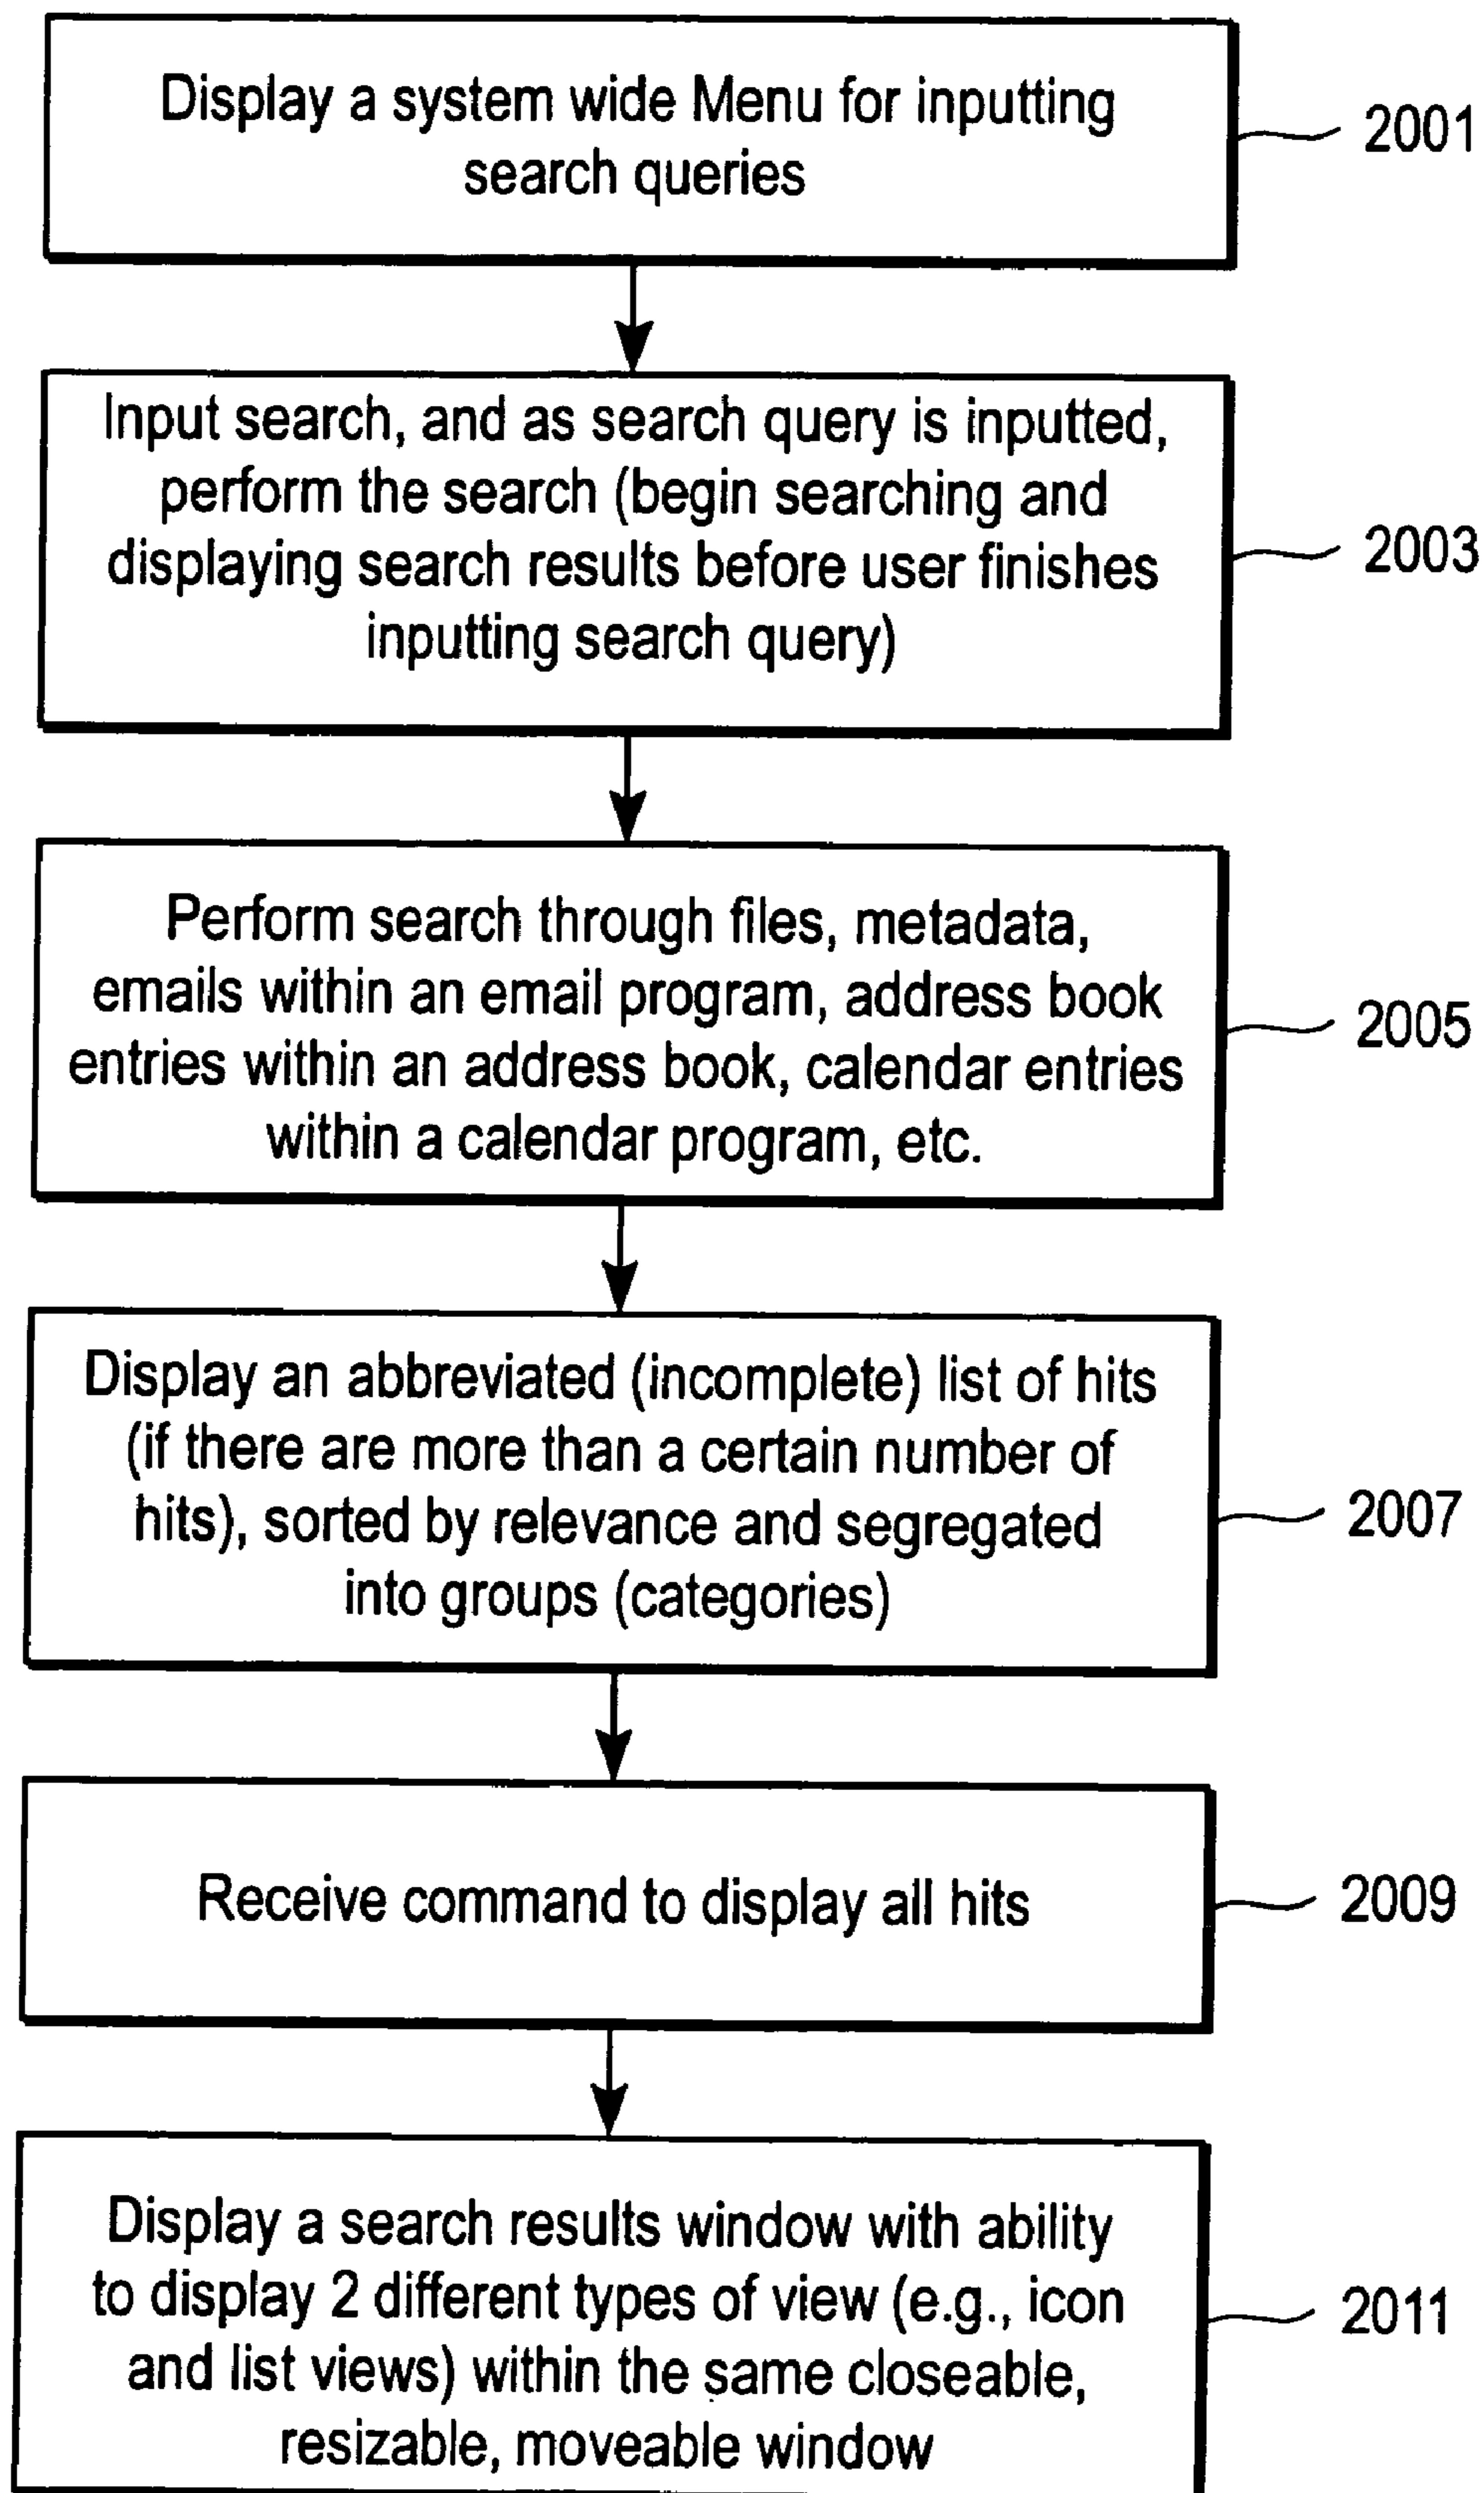 Display a system wide Menu for inputting
search queries
2001
Input search, and as search query is inputted,
perform the search (begin searching and
displaying search results before user finishes
inputting search query)
2003
Perform search through files, metadata,
emails within an email program, address book
entries within an address book, calendar entries
within a calendar program, etc.
2005
Display an abbreviated (incomplete) list of hits
(if there are more than a certain number of
hits), sorted by relevance and segregated
into groups (categories)
2007
Receive command to display all hits
2009
Display a search results window with ability
to display 2 different types of view (e.g., icon
and list views) within the same closeable,
resizable, moveable window
2011